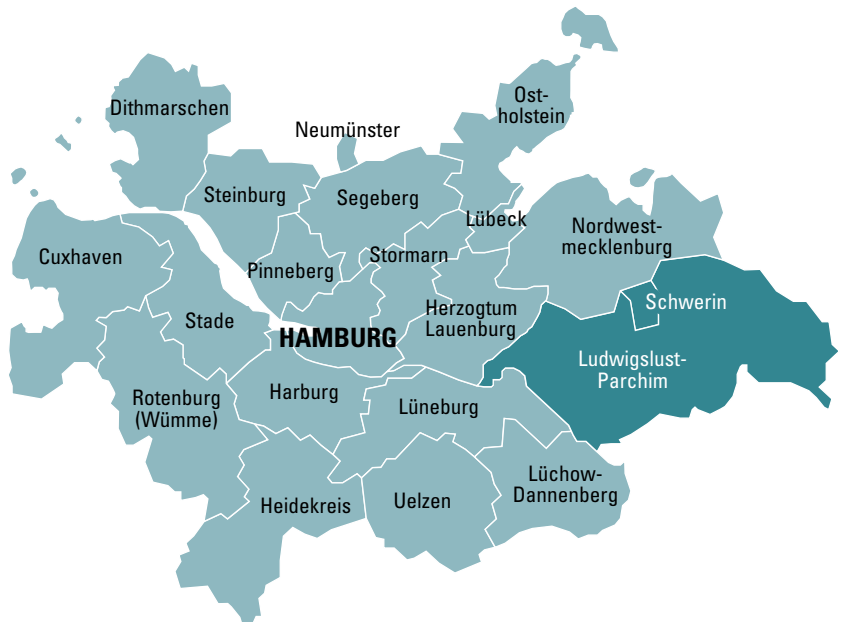 Dithmarschen
Ost-
holstein
Neumünster
Steinburg
Segeberg
Lübeck
Nordwest-
mecklenburg
Cuxhaven
Pinneberg
Stormarn
Schwerin
Stade
Herzogtum
Lauenburg
HAMBURG
Ludwigslust-
Parchim
Rotenburg
(Wümme)
Harburg
Lüneburg
Lüchow-
Dannenberg
Heidekreis
Uelzen